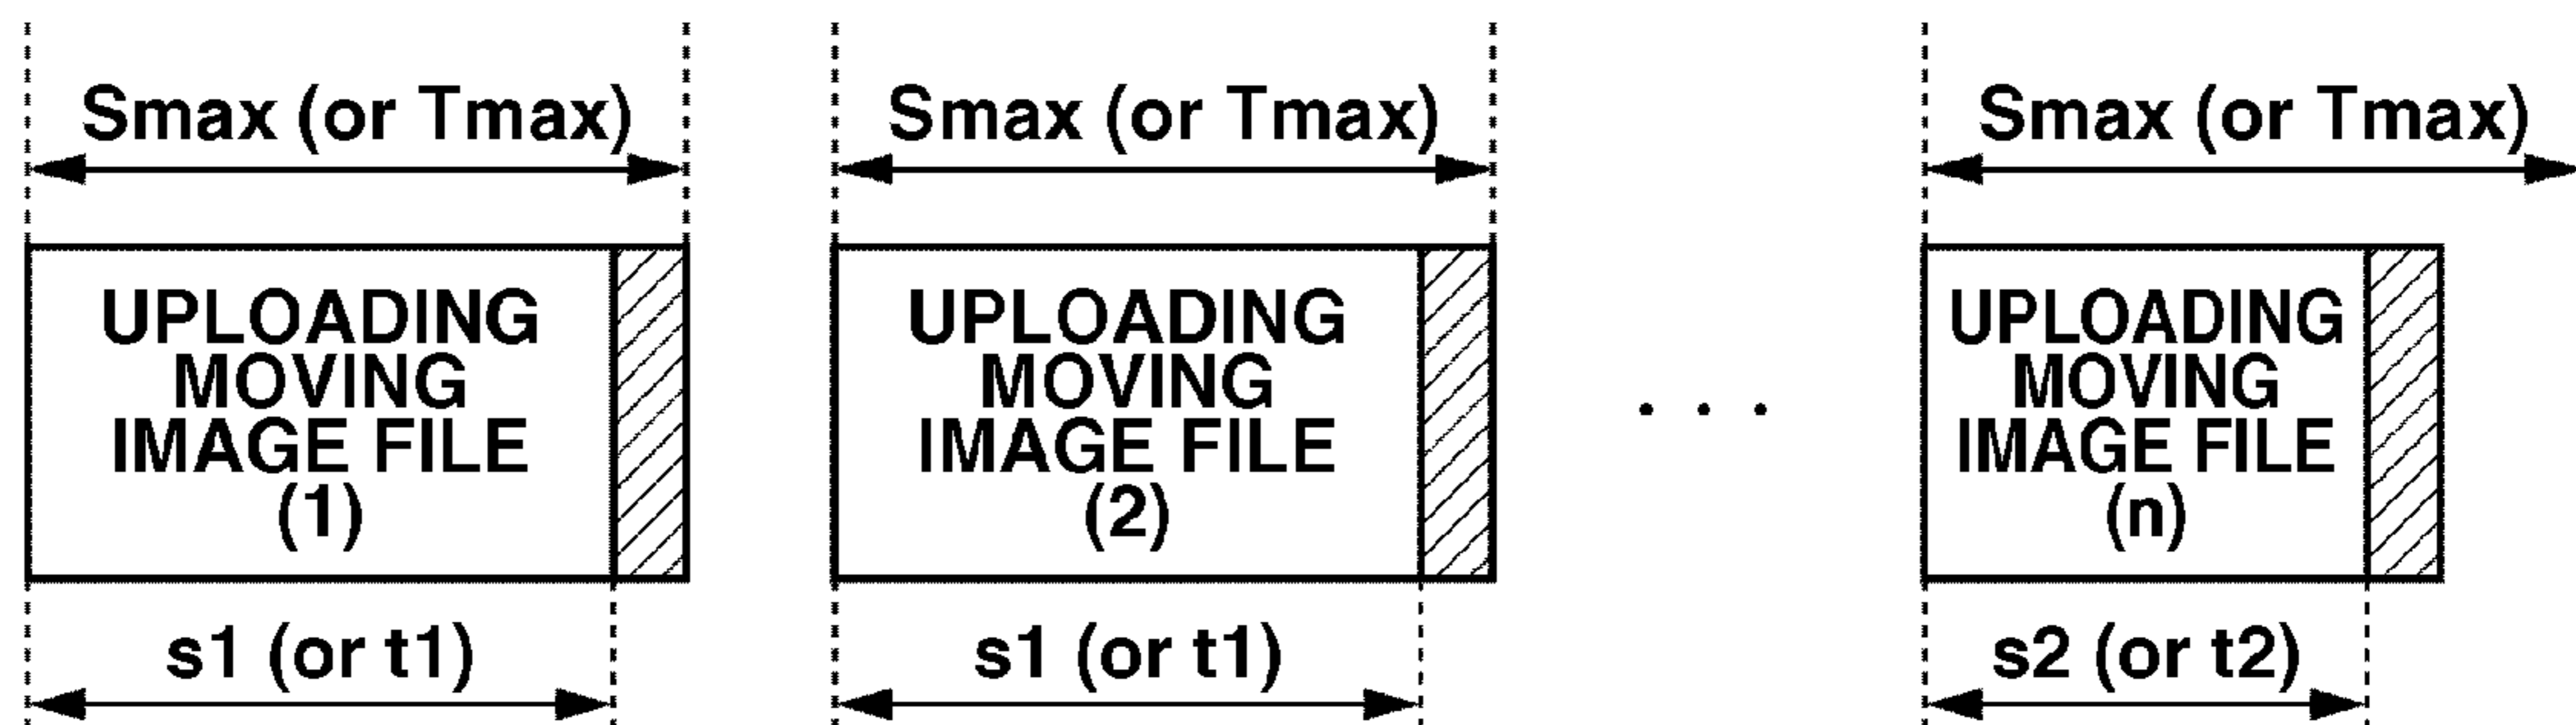 Smax (or Tmax) Smax (or Tmax) Smax (or Tmax)
UPLOADING
MOVING
IMAGE FILE
(1)
UPLOADING
MOVING
IMAGE FILE
(2)
. . .
UPLOADING
MOVING
IMAGE FILE
(n)
s1 (or t1) s1 (or t1) s2 (or t2)